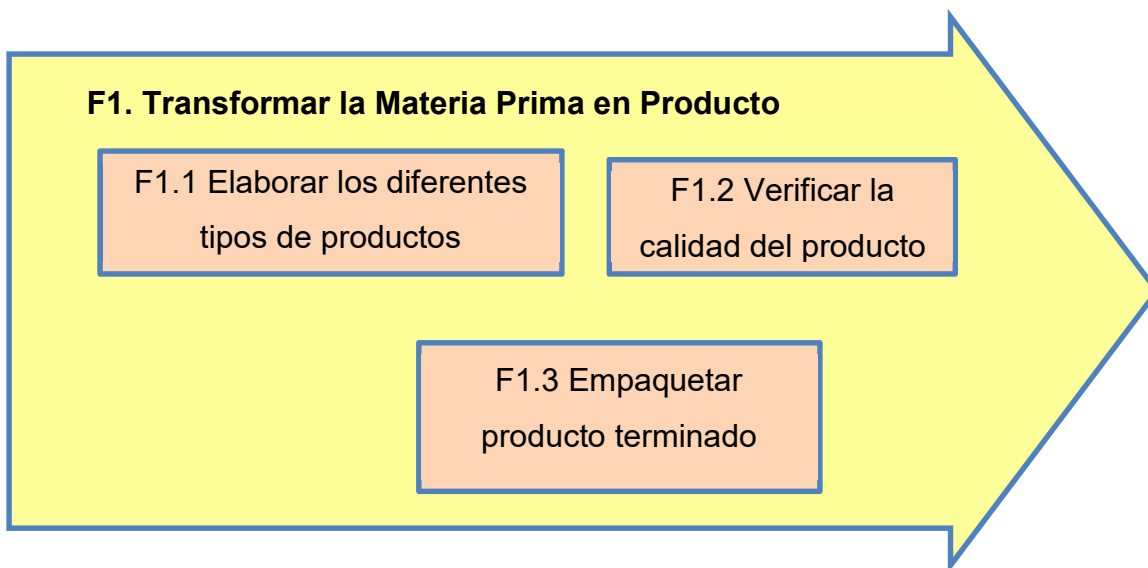 F1. Transformar la Materia Prima en Producto
F1.1 Elaborar los diferentes
tipos de productos
F1.2 Verificar la
calidad del producto
F1.3 Empaquetar
producto terminado